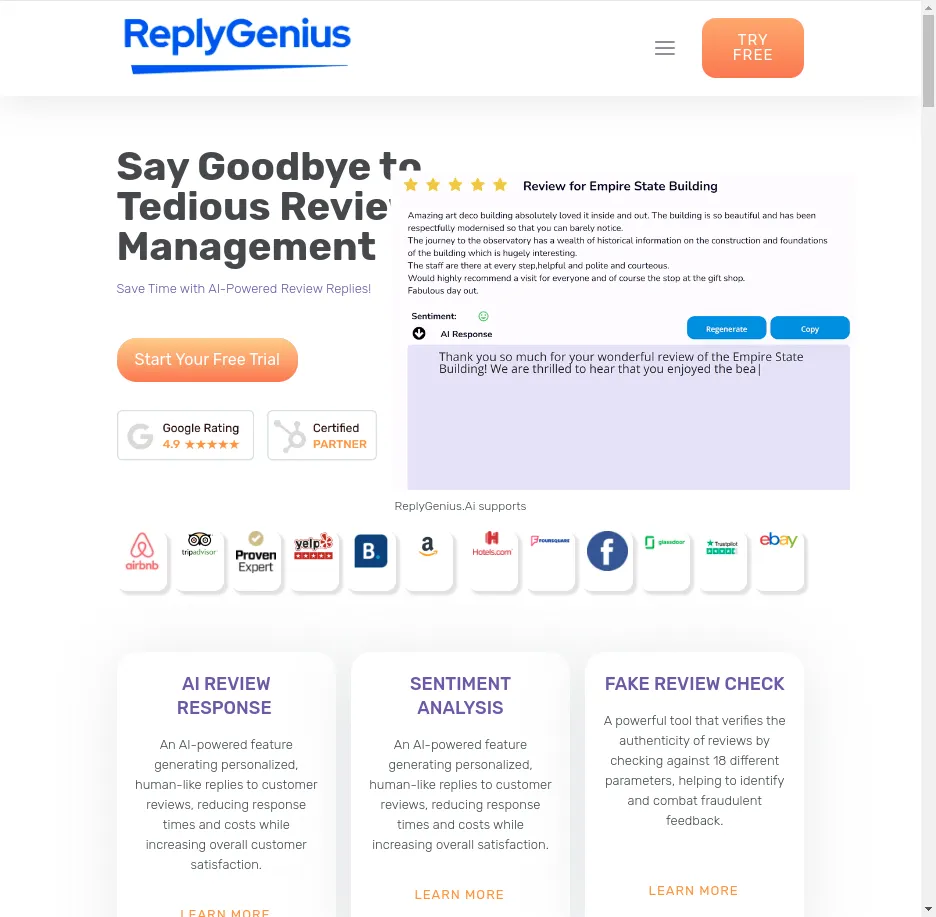 ReplyGenius
TRY
FREE
Say Goodbye to
Tedious Review
Management
Save Time with AI-Powered Review Replies!
Start Your Free Trial
Google Rating
4.9 ★★★★★
Certified
PARTNER
Review for Empire State Building
Amazing art deco building absolutely loved it inside and out. The building is so beautiful and has been
respectfully modernised so that you can barely notice.
The journey to the observatory has a wealth of historical information on the construction and foundations
of the building which is hugely interesting.
The staff are there at every step,helpful and polite and courteous.
Would highly recommend a visit for everyone and of course the stop at the gift shop.
Fabulous day out.
Sentiment:
AI Response
Regenerate
Copy
Thank you so much for your wonderful review of the Empire State
Building! We are thrilled to hear that you enjoyed the bea|
ReplyGenius.Ai supports
airbnb
tripadvisor
Proven
Expert
yelp
B.
a
Hotels.com
FOURSQUARE
f
glassdoor
Trustpilot
ebay
AI REVIEW
RESPONSE
An AI-powered feature
generating personalized,
human-like replies to customer
reviews, reducing response
times and costs while
increasing overall customer
satisfaction.
LEARN MORE
SENTIMENT
ANALYSIS
An AI-powered feature
generating personalized,
human-like replies to customer
reviews, reducing response
times and costs while
increasing overall satisfaction.
LEARN MORE
FAKE REVIEW CHECK
A powerful tool that verifies the
authenticity of reviews by
checking against 18 different
parameters, helping to identify
and combat fraudulent
feedback.
LEARN MORE